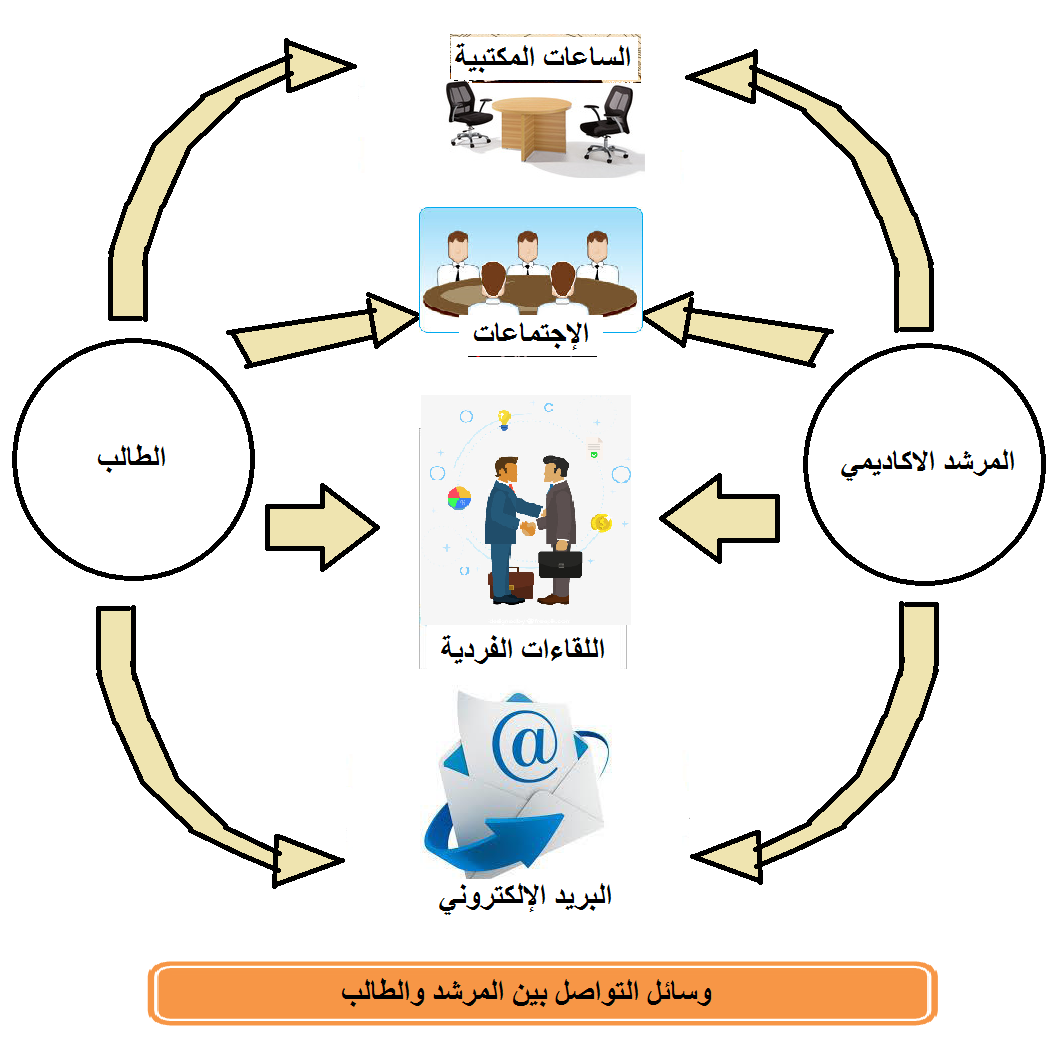 الساعات المكتبية
الإجتماعات
المرشد الاكاديمي
الطالب
اللقاءات الفردية
@
البريد الإلكتروني
وسائل التواصل بين المرشد والطالب